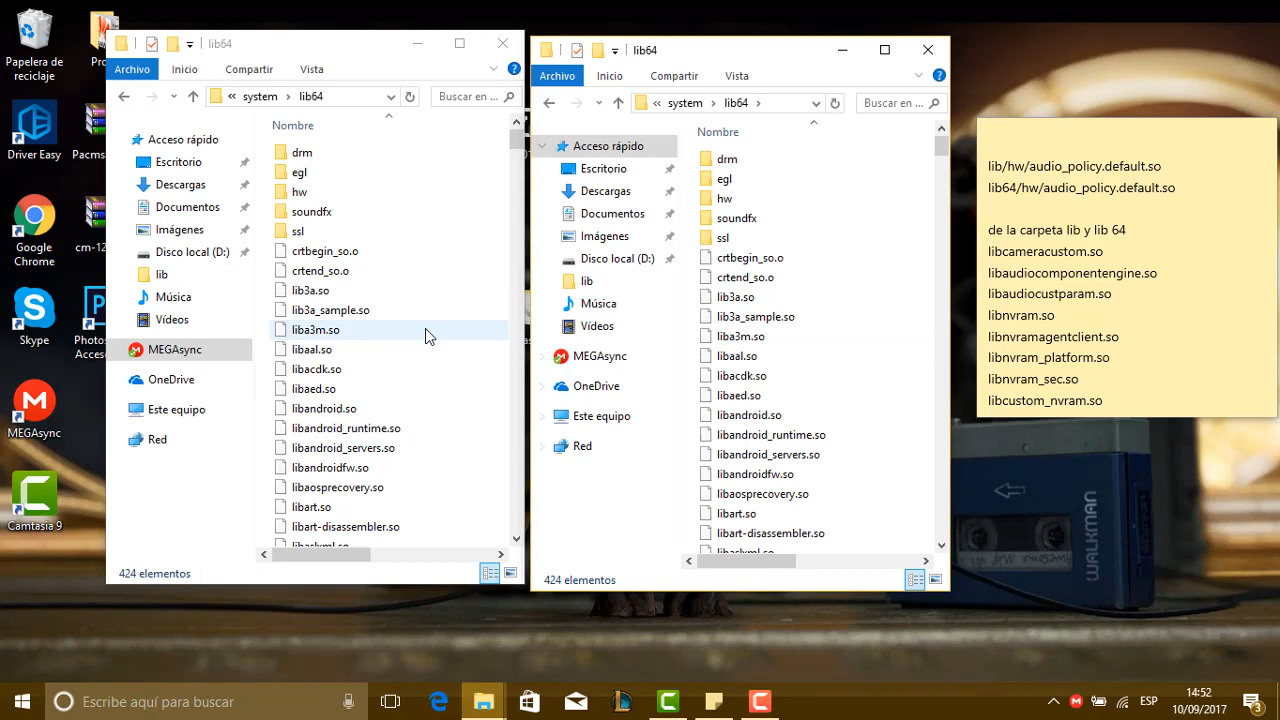 Papelera de
reciclaje
Pro
Driver Easy
Pacms
Google
Chrome
cm-12
Skype
Photos
Acceso
MEGAsync
Camtasia 9
lib64
Archivo
Inicio
Compartir
Vista
« system › lib64
Buscar en ...
Nombre
Acceso rápido
Escritorio
Descargas
Documentos
Imágenes
Disco local (D:)
lib
Música
Vídeos
MEGAsync
OneDrive
Este equipo
Red
drm
egl
hw
soundfx
ssl
crtbegin_so.o
crtend_so.o
lib3a.so
lib3a_sample.so
liba3m.so
libaal.so
libacdk.so
libaed.so
libandroid.so
libandroid_runtime.so
libandroid_servers.so
libandroidfw.so
libaosprecovery.so
libart.so
libart-disassembler.so
424 elementos
lib64
Archivo
Inicio
Compartir
Vista
« system › lib64 ›
Buscar en ...
Nombre
Acceso rápido
Escritorio
Descargas
Documentos
Imágenes
Disco local (D:)
lib
Música
Vídeos
MEGAsync
OneDrive
Este equipo
Red
drm
egl
hw
soundfx
ssl
crtbegin_so.o
crtend_so.o
lib3a.so
lib3a_sample.so
liba3m.so
libaal.so
libacdk.so
libaed.so
libandroid.so
libandroid_runtime.so
libandroid_servers.so
libandroidfw.so
libaosprecovery.so
libart.so
libart-disassembler.so
424 elementos
lib/hw/audio_policy.default.so
lib64/hw/audio_policy.default.so
de la carpeta lib y lib 64
libcameracustom.so
libaudiocomponentengine.so
libaudiocustparam.so
libnvram.so
libnvramagentclient.so
libnvram_platform.so
libnvram_sec.so
libcustom_nvram.so
WALKMAN
Escribe aquí para buscar
ESP
14:52
10/09/2017
3